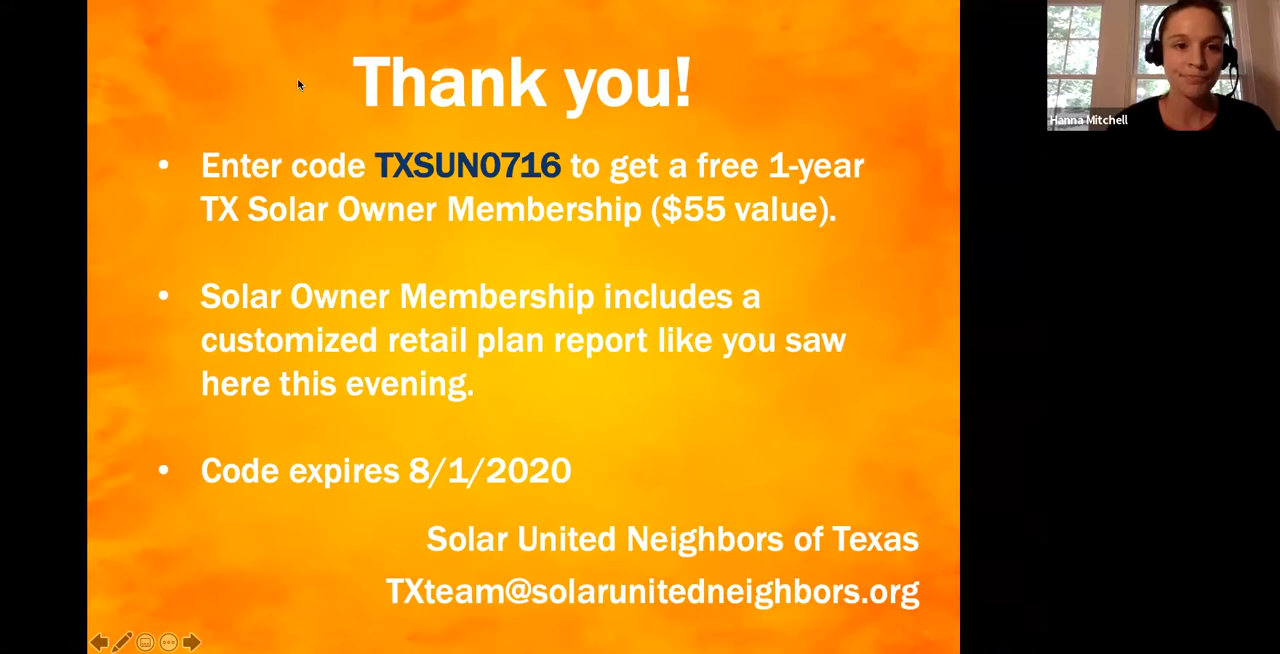 Thank you!
• Enter code TXSUN0716 to get a free 1-year
TX Solar Owner Membership ($55 value).
• Solar Owner Membership includes a
customized retail plan report like you saw
here this evening.
• Code expires 8/1/2020
Solar United Neighbors of Texas
TXteam@solarunitedneighbors.org
Hanna Mitchell